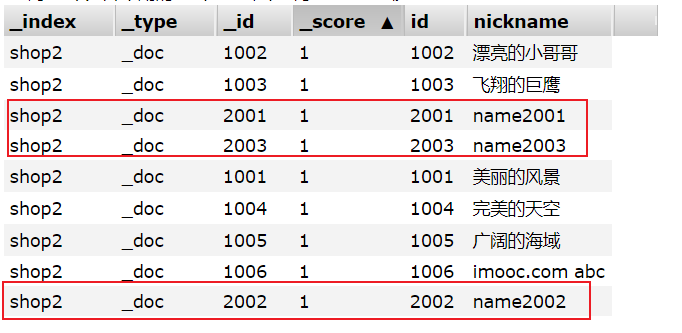 _index _type _id _score ▲ id nickname
shop2 _doc 1002 1 1002 漂亮的小哥哥
shop2 _doc 1003 1 1003 飞翔的巨鹰
shop2 _doc 2001 1 2001 name2001
shop2 _doc 2003 1 2003 name2003
shop2 _doc 1001 1 1001 美丽的风景
shop2 _doc 1004 1 1004 完美的天空
shop2 _doc 1005 1 1005 广阔的海域
shop2 _doc 1006 1 1006 imooc.com abc
shop2 _doc 2002 1 2002 name2002